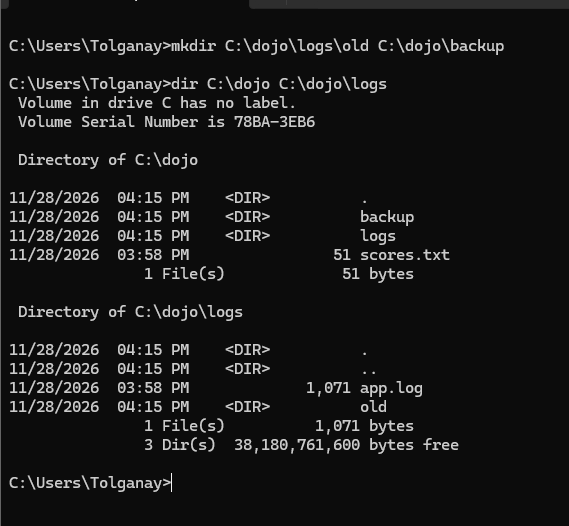 C:\Users\Tolganay>mkdir C:\dojo\logs\old C:\dojo\backup
C:\Users\Tolganay>dir C:\dojo C:\dojo\logs
 Volume in drive C has no label.
 Volume Serial Number is 78BA-3EB6
 Directory of C:\dojo
11/28/2026  04:15 PM    <DIR>          .
11/28/2026  04:15 PM    <DIR>          backup
11/28/2026  04:15 PM    <DIR>          logs
11/28/2026  03:58 PM                51 scores.txt
               1 File(s)             51 bytes
 Directory of C:\dojo\logs
11/28/2026  04:15 PM    <DIR>          .
11/28/2026  04:15 PM    <DIR>          ..
11/28/2026  03:58 PM             1,071 app.log
11/28/2026  04:15 PM    <DIR>          old
               1 File(s)          1,071 bytes
               3 Dir(s)  38,180,761,600 bytes free
C:\Users\Tolganay>